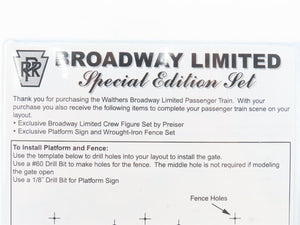 PRR
BROADWAY LIMITED
Special Edition Set
Thank you for purchasing the Walthers Broadway Limited Passenger Train. With your
purchase you also receive the following items to complete your passenger train scene on your
layout.
• Exclusive Broadway Limited Crew Figure Set by Preiser
• Exclusive Platform Sign and Wrought-Iron Fence Set
To Install Platform and Fence:
Use the template below to drill holes into your layout to install the gate.
Use a #60 Drill Bit to make holes for the fence. The middle hole is not required if modeling
the gate open
Use a 1/8" Drill Bit for Platform Sign
Fence Holes